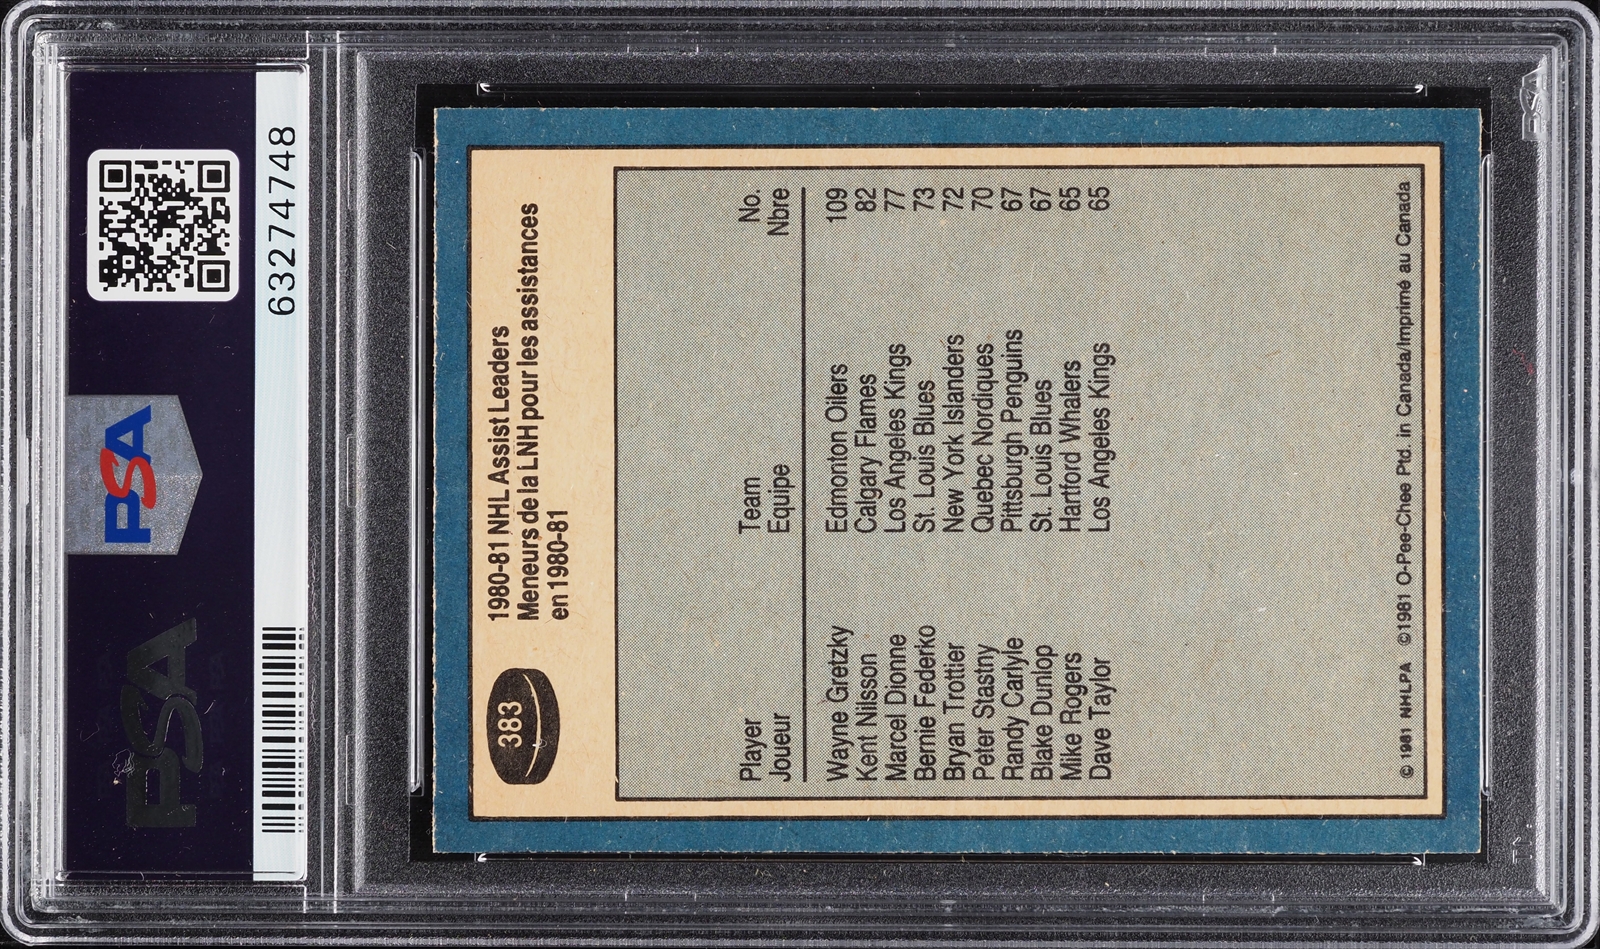 PSA
PSA
63274748
383
1980-81 NHL Assist Leaders
Meneurs de la LNH pour les assistances
en 1980-81
Player Team No.
Joueur Equipe Nbre
Wayne Gretzky Edmonton Oilers 109
Kent Nilsson Calgary Flames 82
Marcel Dionne Los Angeles Kings 77
Bernie Federko St. Louis Blues 73
Bryan Trottier New York Islanders 72
Peter Stastny Quebec Nordiques 70
Randy Carlyle Pittsburgh Penguins 67
Blake Dunlop St. Louis Blues 67
Mike Rogers Hartford Whalers 65
Dave Taylor Los Angeles Kings 65
© 1981 NHLPA ©1981 O-Pee-Chee Ptd. in Canada/Imprimé au Canada
PSA